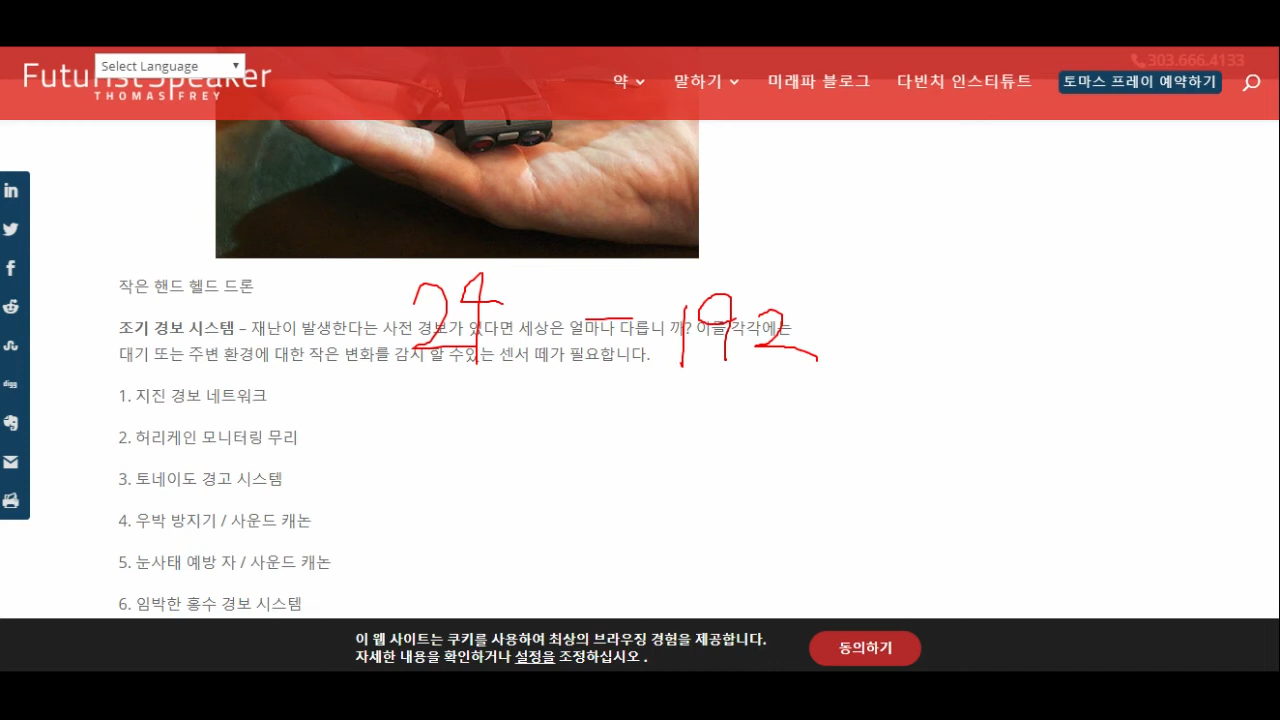 Select Language
Futurist Speaker
THOMAS FREY
303.666.4133
약
말하기
미래파 블로그
다빈치 인스티튜트
토마스 프레이 예약하기
in
digg
작은 핸드 헬드 드론
24 – 192
조기 경보 시스템 – 재난이 발생한다는 사전 경보가 있다면 세상은 얼마나 다릅니 까? 이들 각각에는
대기 또는 주변 환경에 대한 작은 변화를 감지 할 수있는 센서 떼가 필요합니다.
1. 지진 경보 네트워크
2. 허리케인 모니터링 무리
3. 토네이도 경고 시스템
4. 우박 방지기 / 사운드 캐논
5. 눈사태 예방 자 / 사운드 캐논
6. 임박한 홍수 경보 시스템
이 웹 사이트는 쿠키를 사용하여 최상의 브라우징 경험을 제공합니다.
자세한 내용을 확인하거나 설정을 조정하십시오 .
동의하기